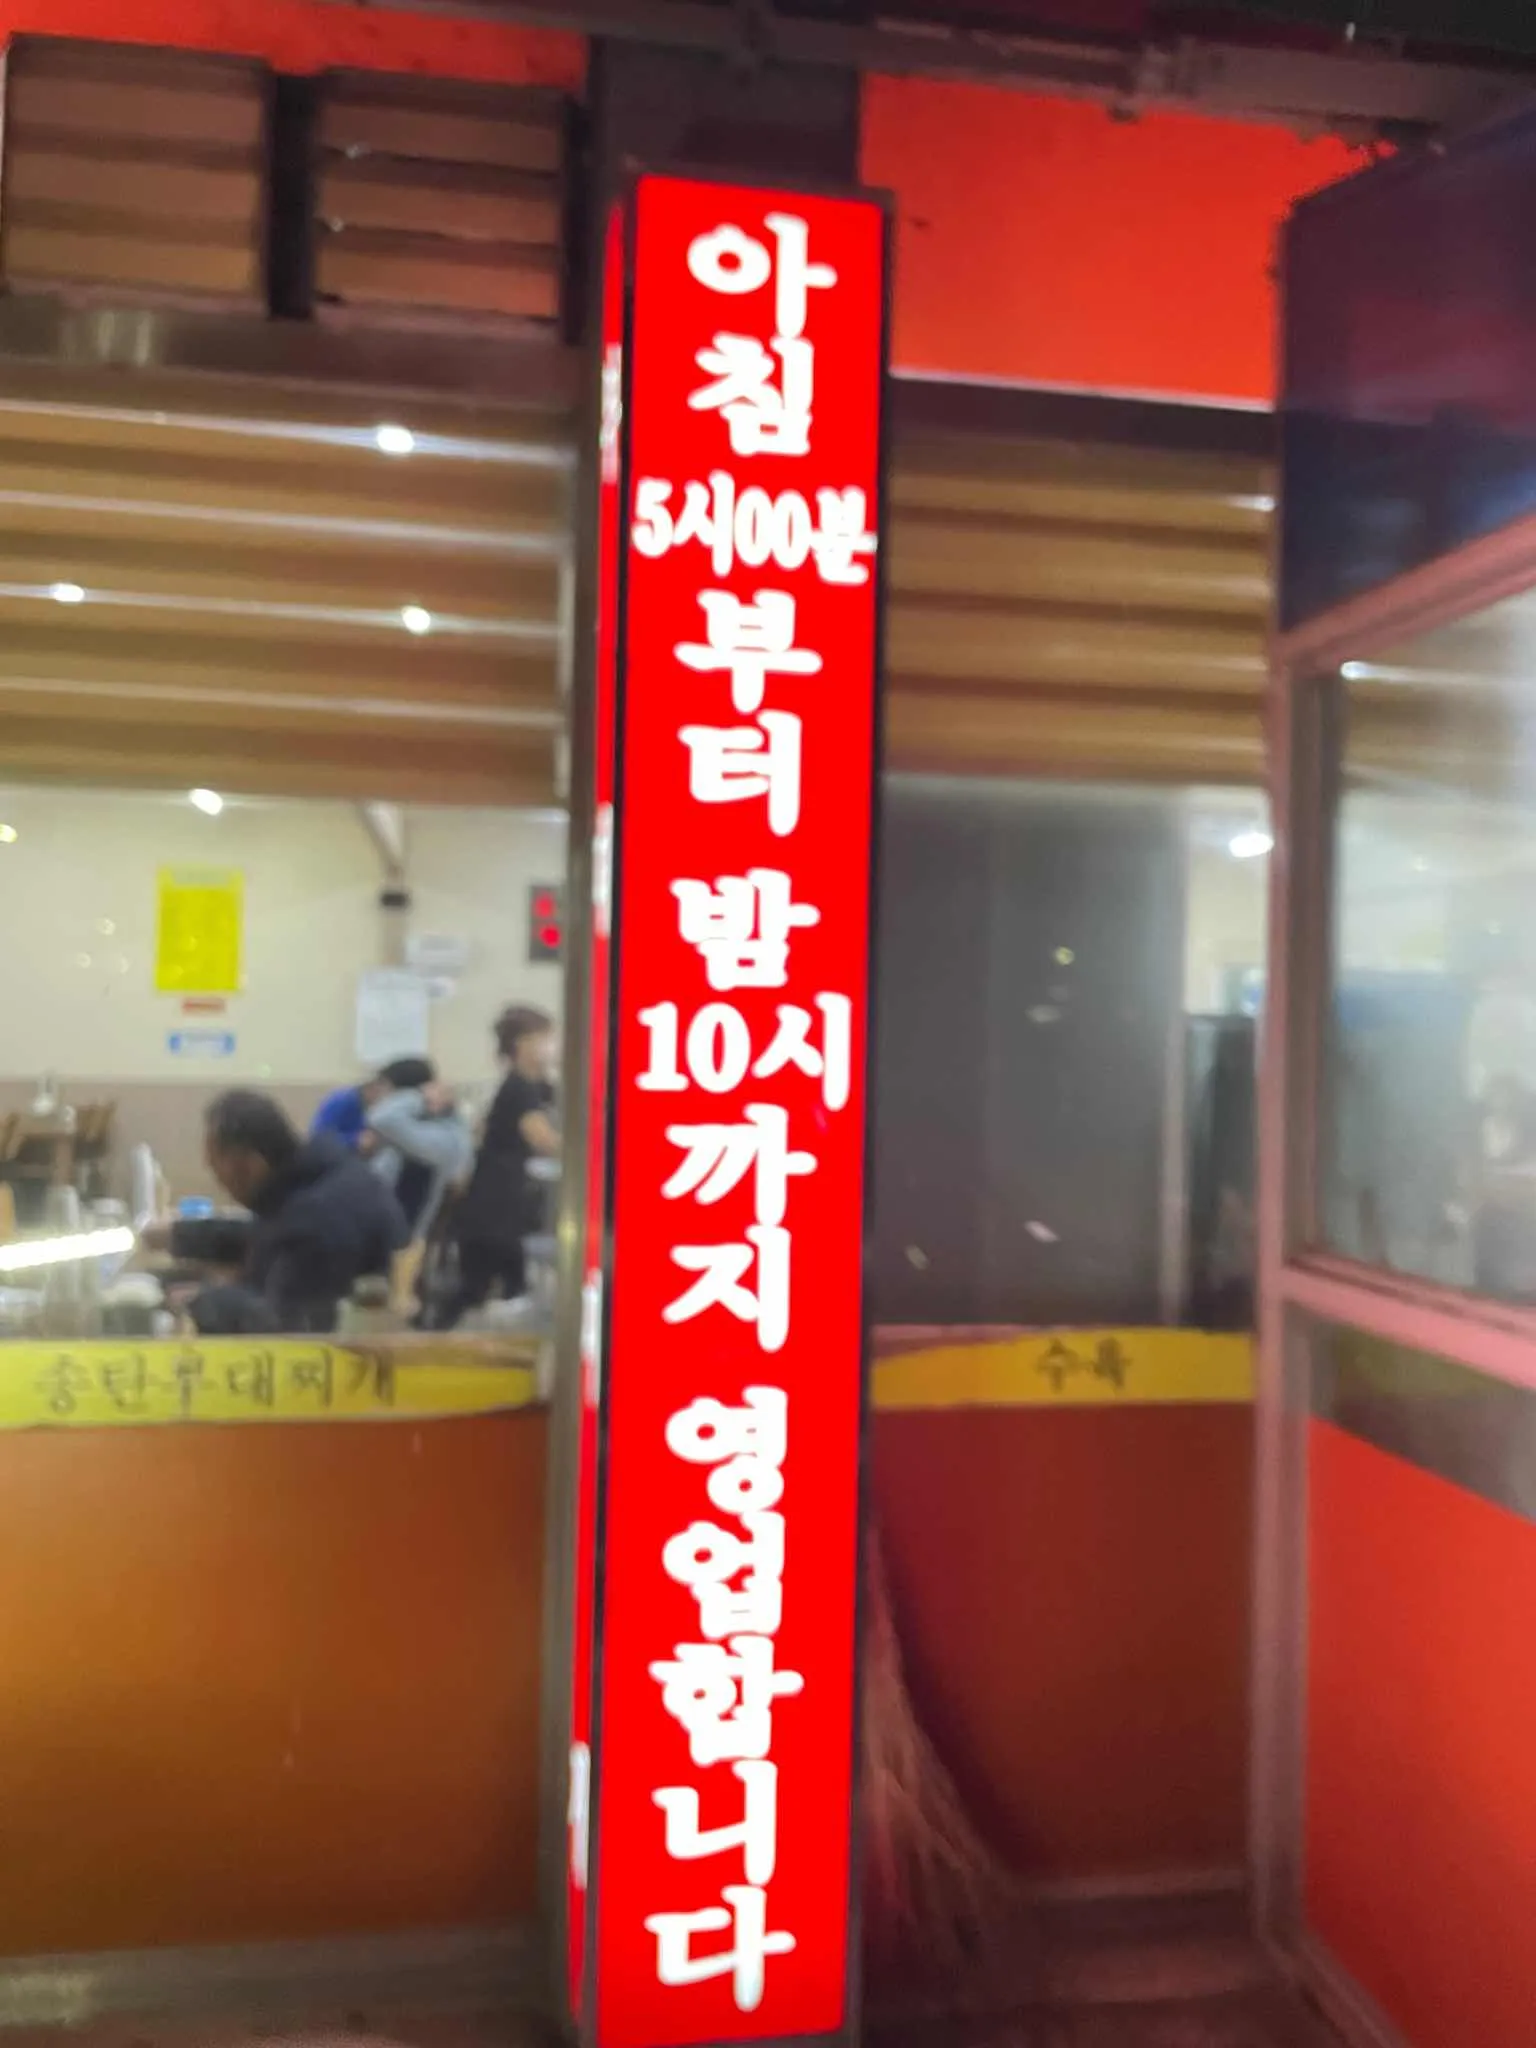 아침
5시00분
부터
밤
10시
까지
영업합니다
송탄부대찌개
수육